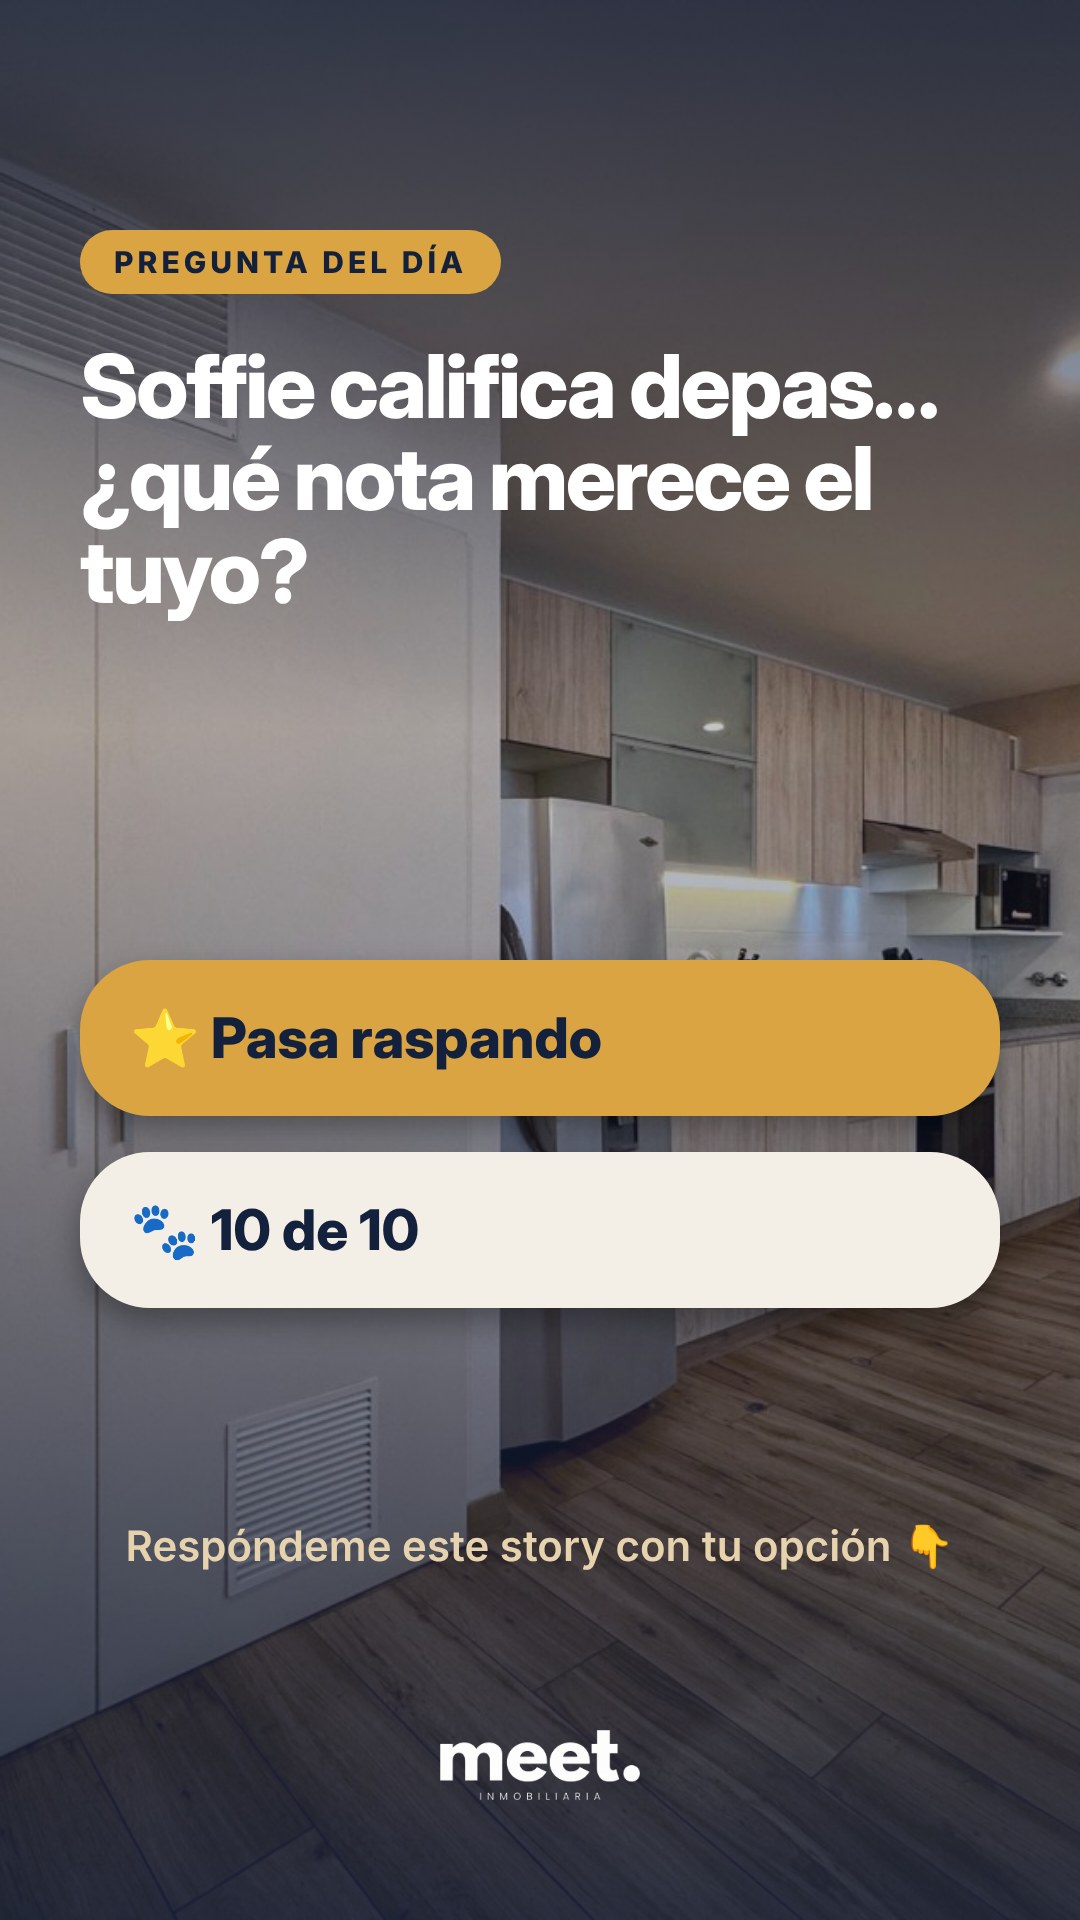 PREGUNTA DEL DÍA
Soffie califica depas...
¿qué nota merece el
tuyo?
⭐ Pasa raspando
🐾 10 de 10
Respóndeme este story con tu opción 👇
meet.
INMOBILIARIA